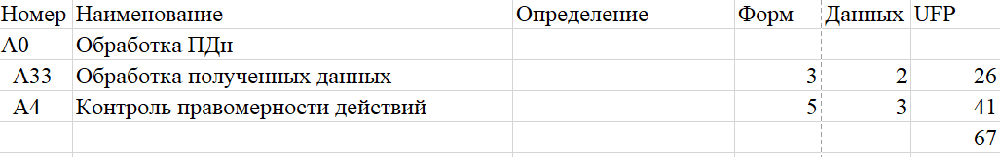 Номер Наименование Определение Форм Данных UFP
A0 Обработка ПДн
A33 Обработка полученных данных 3 2 26
A4 Контроль правомерности действий 5 3 41
67